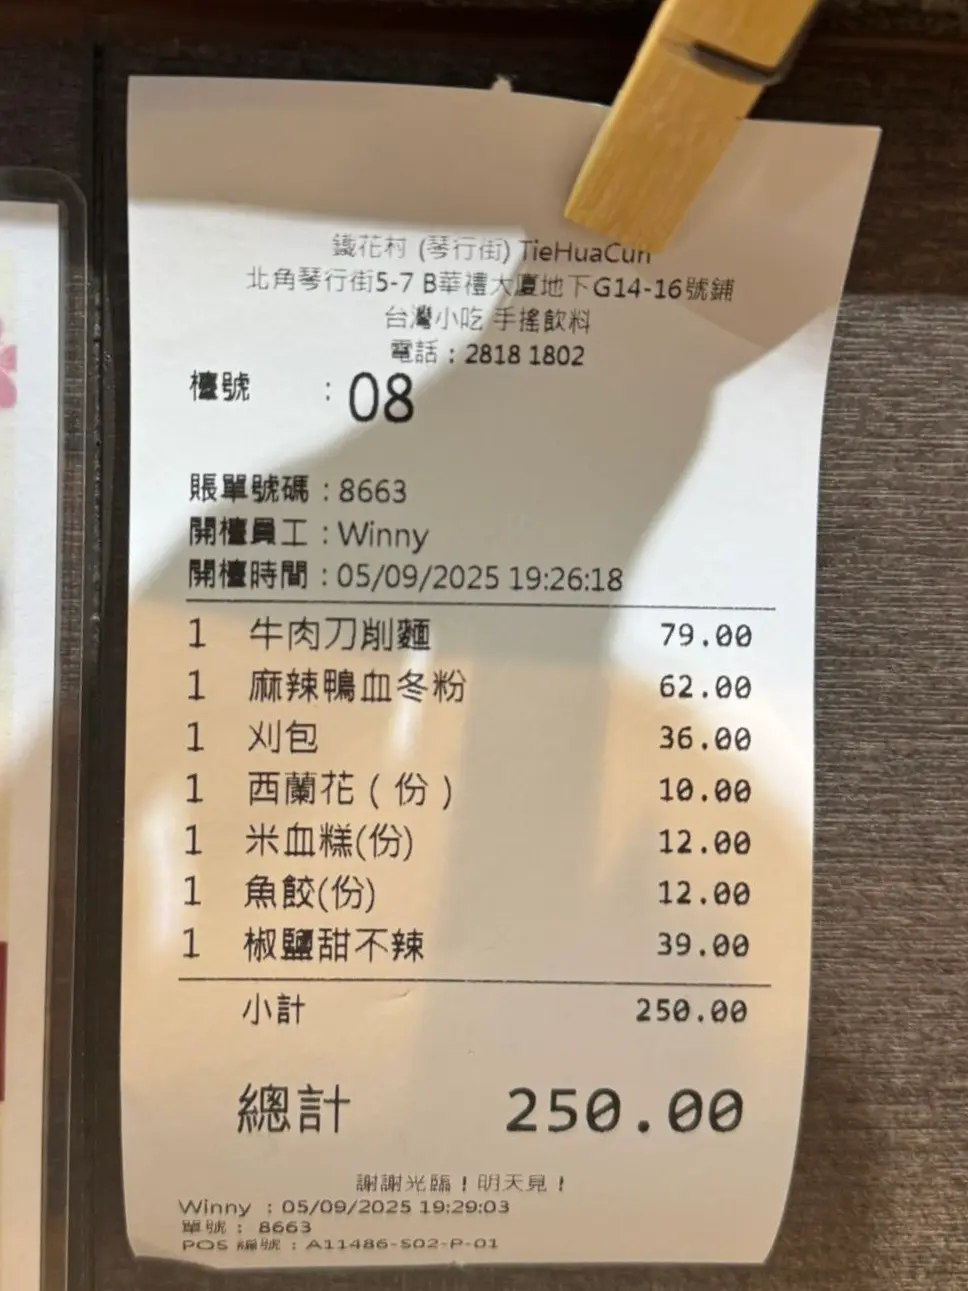 鐵花村 (琴行街) TieHuaCun
北角琴行街5-7 B華禮大廈地下G14-16號鋪
台灣小吃 手搖飲料
電話：2818 1802
檯號 : 08
賬單號碼：8663
開檯員工：Winny
開檯時間：05/09/2025 19:26:18
1 牛肉刀削麵 79.00
1 麻辣鴨血冬粉 62.00
1 刈包 36.00
1 西蘭花（份） 10.00
1 米血糕(份) 12.00
1 魚餃(份) 12.00
1 椒鹽甜不辣 39.00
小計 250.00
總計 250.00
謝謝光臨！明天見！
Winny : 05/09/2025 19:29:03
單號： 8663
POS 編號：A11486-S02-P-01